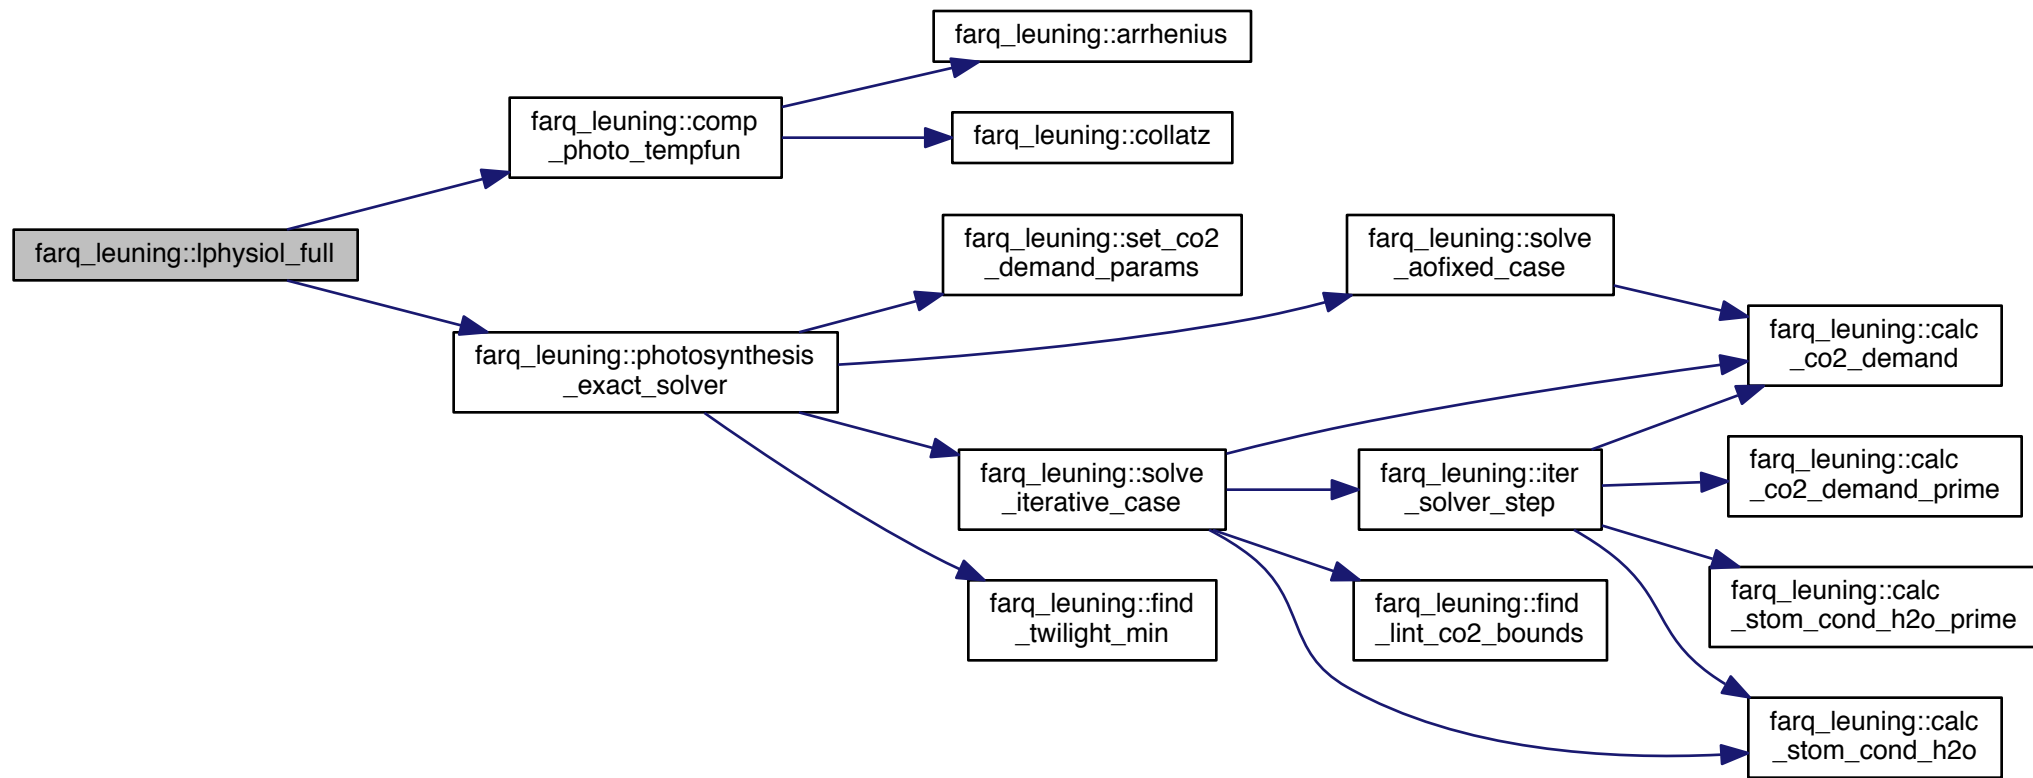 farq_leuning::arrhenius
farq_leuning::comp
_photo_tempfun
farq_leuning::collatz
farq_leuning::lphysiol_full
farq_leuning::set_co2
_demand_params
farq_leuning::solve
_aofixed_case
farq_leuning::photosynthesis
_exact_solver
farq_leuning::calc
_co2_demand
farq_leuning::solve
_iterative_case
farq_leuning::iter
_solver_step
farq_leuning::calc
_co2_demand_prime
farq_leuning::find
_twilight_min
farq_leuning::find
_lint_co2_bounds
farq_leuning::calc
_stom_cond_h2o_prime
farq_leuning::calc
_stom_cond_h2o